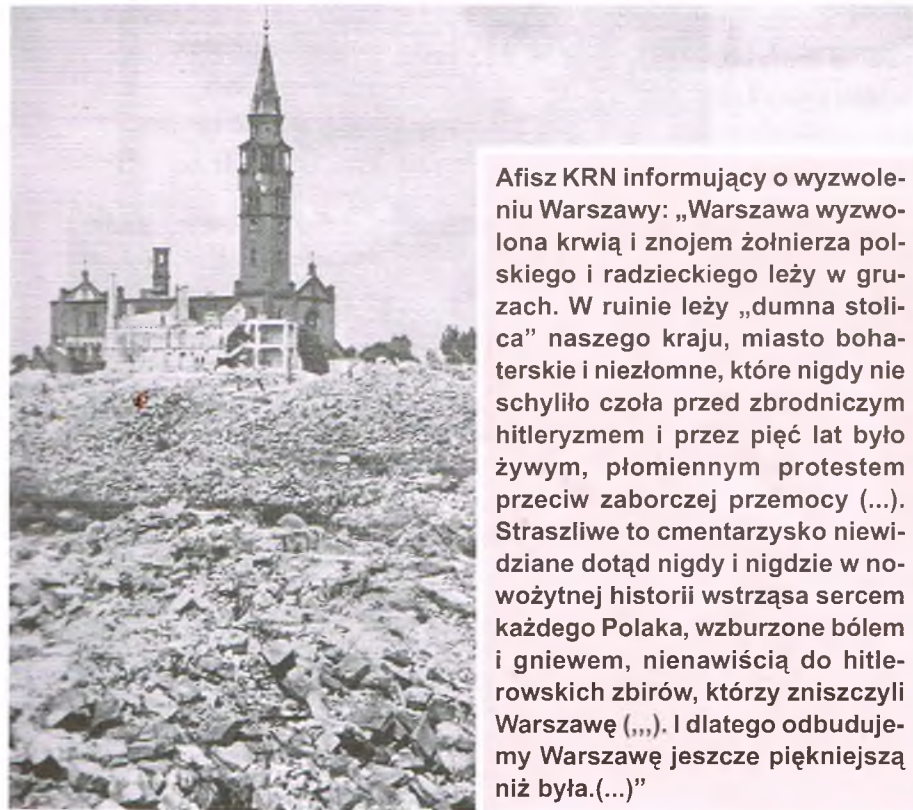 Afisz KRN informujący o wyzwole-
niu Warszawy: „Warszawa wyzwo-
lona krwią i znojem żołnierza pol-
skiego i radzieckiego leży w gru-
zach. W ruinie leży „dumna stoli-
ca” naszego kraju, miasto boha-
terskie i niezłomne, które nigdy nie
schyliło czoła przed zbrodniczym
hitleryzmem i przez pięć lat było
żywym, płomiennym protestem
przeciw zaborczej przemocy (...).
Straszliwe to cmentarzysko niewi-
dziane dotąd nigdy i nigdzie w no-
wożytnej historii wstrząsa sercem
każdego Polaka, wzburzone bólem
i gniewem, nienawiścią do hitle-
rowskich zbirów, którzy zniszczyli
Warszawę (,,,). I dlatego odbuduje-
my Warszawę jeszcze piękniejszą
niż była.(...)”